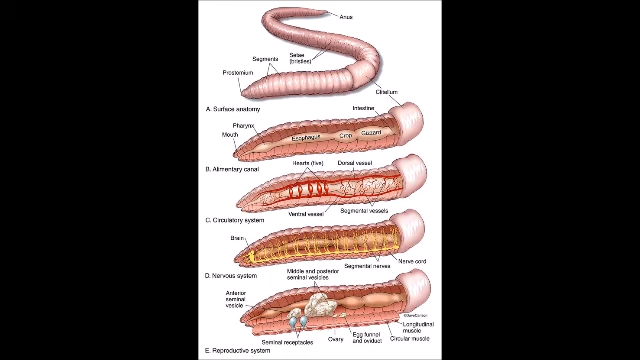 Anus
Setae
(bristles)
Segments
Prostomium
Clitellum
A. Surface anatomy
Intestine
Pharynx
Mouth
Esophagus
Crop
Gizzard
B. Alimentary canal
Hearts (five)
Dorsal vessel
Ventral vessel
Segmental vessels
C. Circulatory system
Brain
Segmental nerves
Nerve cord
D. Nervous system
Middle and posterior
seminal vesicles
Anterior
seminal
vesicle
Longitudinal
muscle
Circular muscle
Seminal receptacles
Ovary
Egg funnel
and oviduct
E. Reproductive system